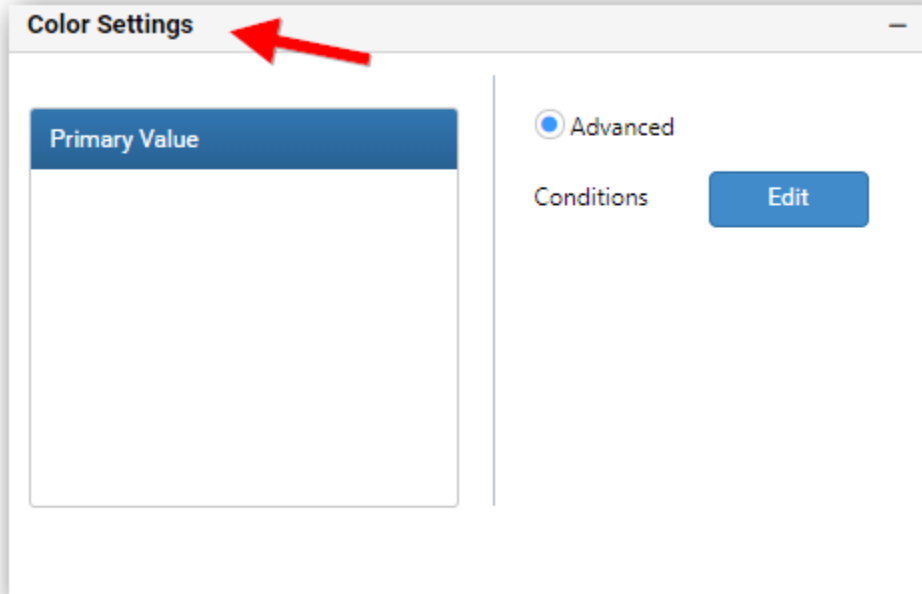 Color Settings
Primary Value
Advanced
Conditions
Edit